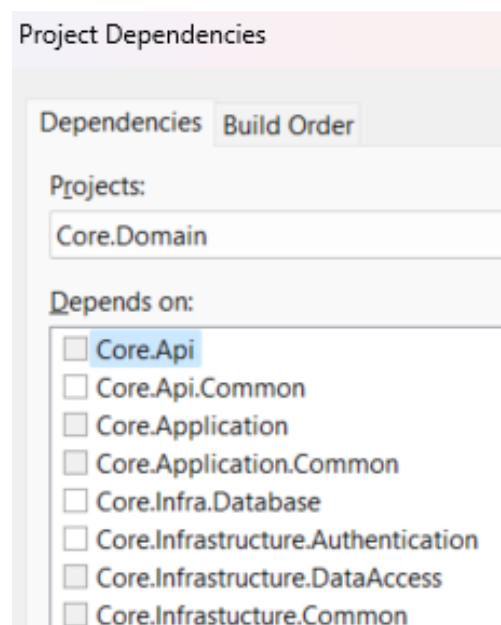 Project Dependencies
Dependencies Build Order
Projects:
Core.Domain
Depends on:
Core.Api
Core.Api.Common
Core.Application
Core.Application.Common
Core.Infra.Database
Core.Infrastructure.Authentication
Core.Infrastructure.DataAccess
Core.Infrastucture.Common